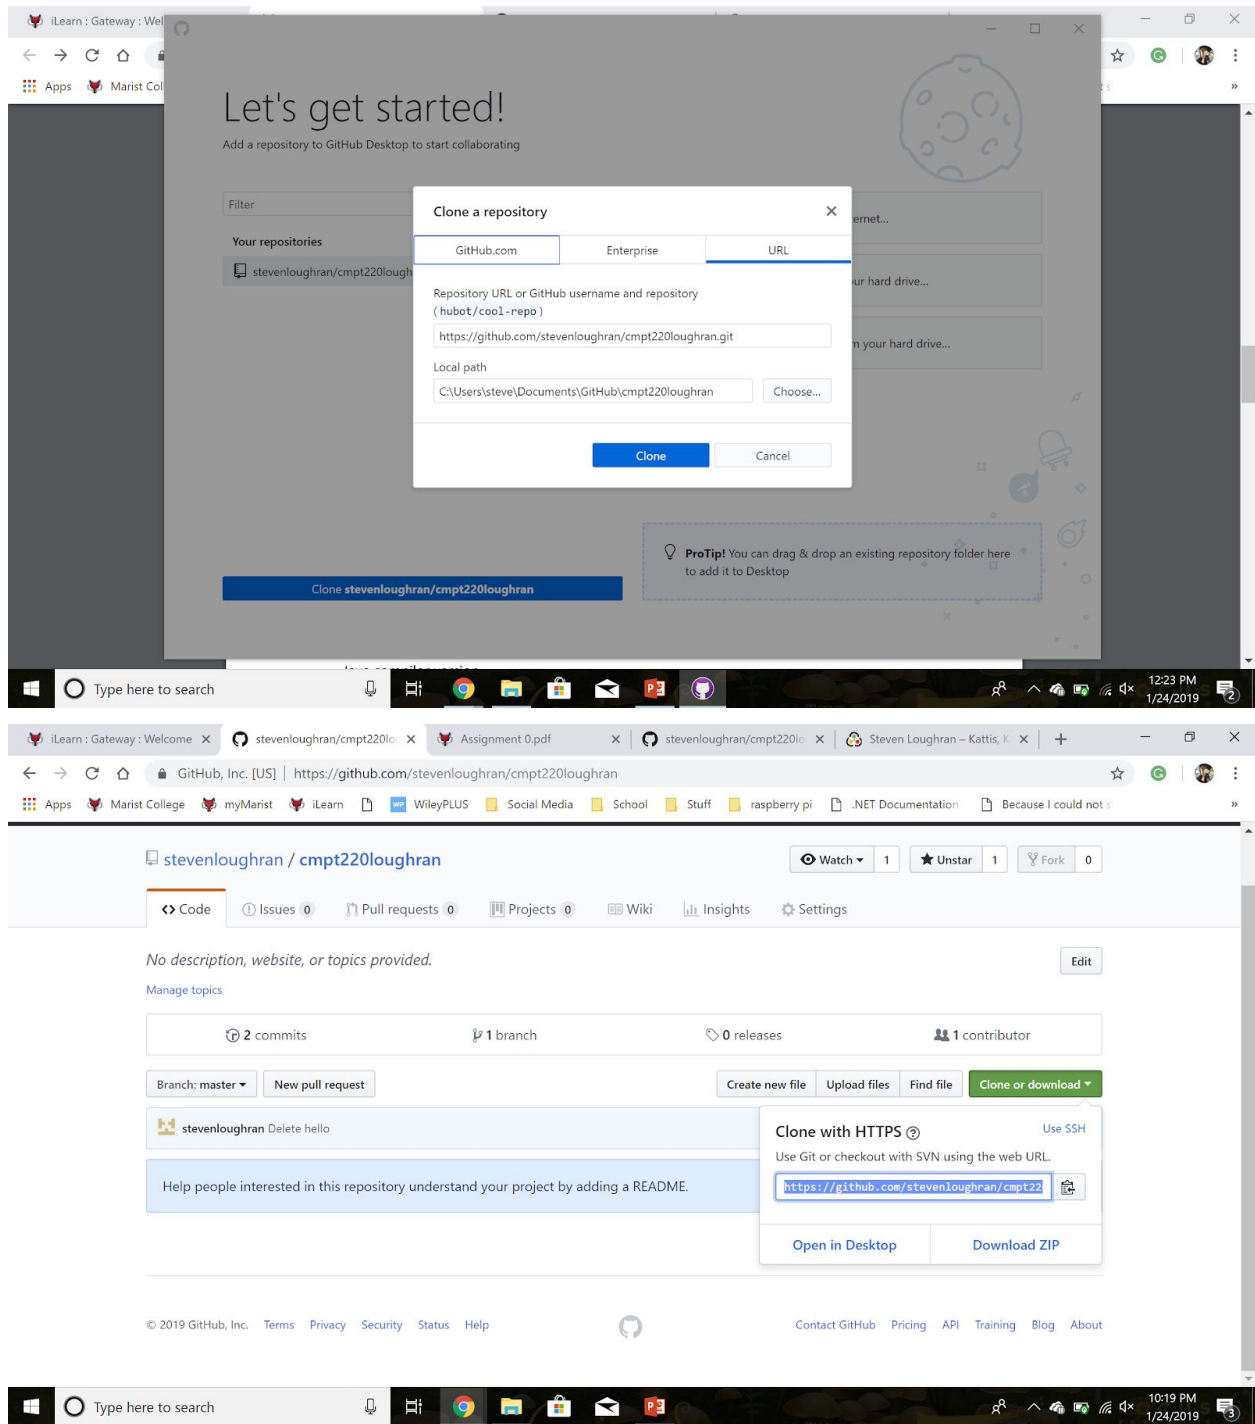 iLearn : Gateway : Wel
Apps
Marist Col
Let's get started!
Add a repository to GitHub Desktop to start collaborating
Filter
Your repositories
stevenloughran/cmpt220lough
Clone a repository
GitHub.com
Enterprise
URL
Repository URL or GitHub username and repository
(hubot/cool-repo)
https://github.com/stevenloughran/cmpt220loughran.git
Local path
C:\Users\steve\Documents\GitHub\cmpt220loughran
Choose...
Clone
Cancel
ernet...
ur hard drive...
m your hard drive...
ProTip! You can drag & drop an existing repository folder here
to add it to Desktop
Clone stevenloughran/cmpt220loughran
Type here to search
12:23 PM
1/24/2019
2
iLearn : Gateway : Welcome
stevenloughran/cmpt220lo
Assignment 0.pdf
stevenloughran/cmpt220lo
Steven Loughran – Kattis, K
GitHub, Inc. [US] | https://github.com/stevenloughran/cmpt220loughran
Apps
Marist College
myMarist
iLearn
WP
WileyPLUS
Social Media
School
Stuff
raspberry pi
.NET Documentation
Because I could not s
stevenloughran / cmpt220loughran
Watch
1
Unstar
1
Fork
0
Code
Issues 0
Pull requests 0
Projects 0
Wiki
Insights
Settings
No description, website, or topics provided.
Edit
Manage topics
2 commits
1 branch
0 releases
1 contributor
Branch: master
New pull request
Create new file
Upload files
Find file
Clone or download
stevenloughran Delete hello
Clone with HTTPS
Use SSH
Use Git or checkout with SVN using the web URL.
https://github.com/stevenloughran/cmpt22
Help people interested in this repository understand your project by adding a README.
Open in Desktop
Download ZIP
© 2019 GitHub, Inc.
Terms
Privacy
Security
Status
Help
Contact GitHub
Pricing
API
Training
Blog
About
Type here to search
10:19 PM
1/24/2019
3